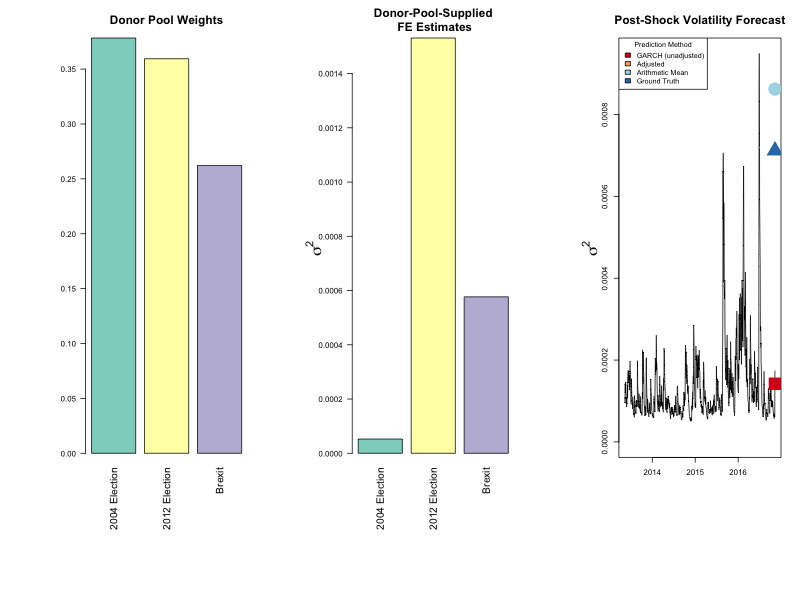 Donor Pool Weights
0.35
0.30
0.25
0.20
0.15
0.10
0.05
0.00
2004 Election
2012 Election
Brexit
Donor-Pool-Supplied
FE Estimates
σ²
0.0014
0.0012
0.0010
0.0008
0.0006
0.0004
0.0002
0.0000
2004 Election
2012 Election
Brexit
Post-Shock Volatility Forecast
Prediction Method
GARCH (unadjusted)
Adjusted
Arithmetic Mean
Ground Truth
σ²
0.0008
0.0006
0.0004
0.0002
0.0000
2014
2015
2016